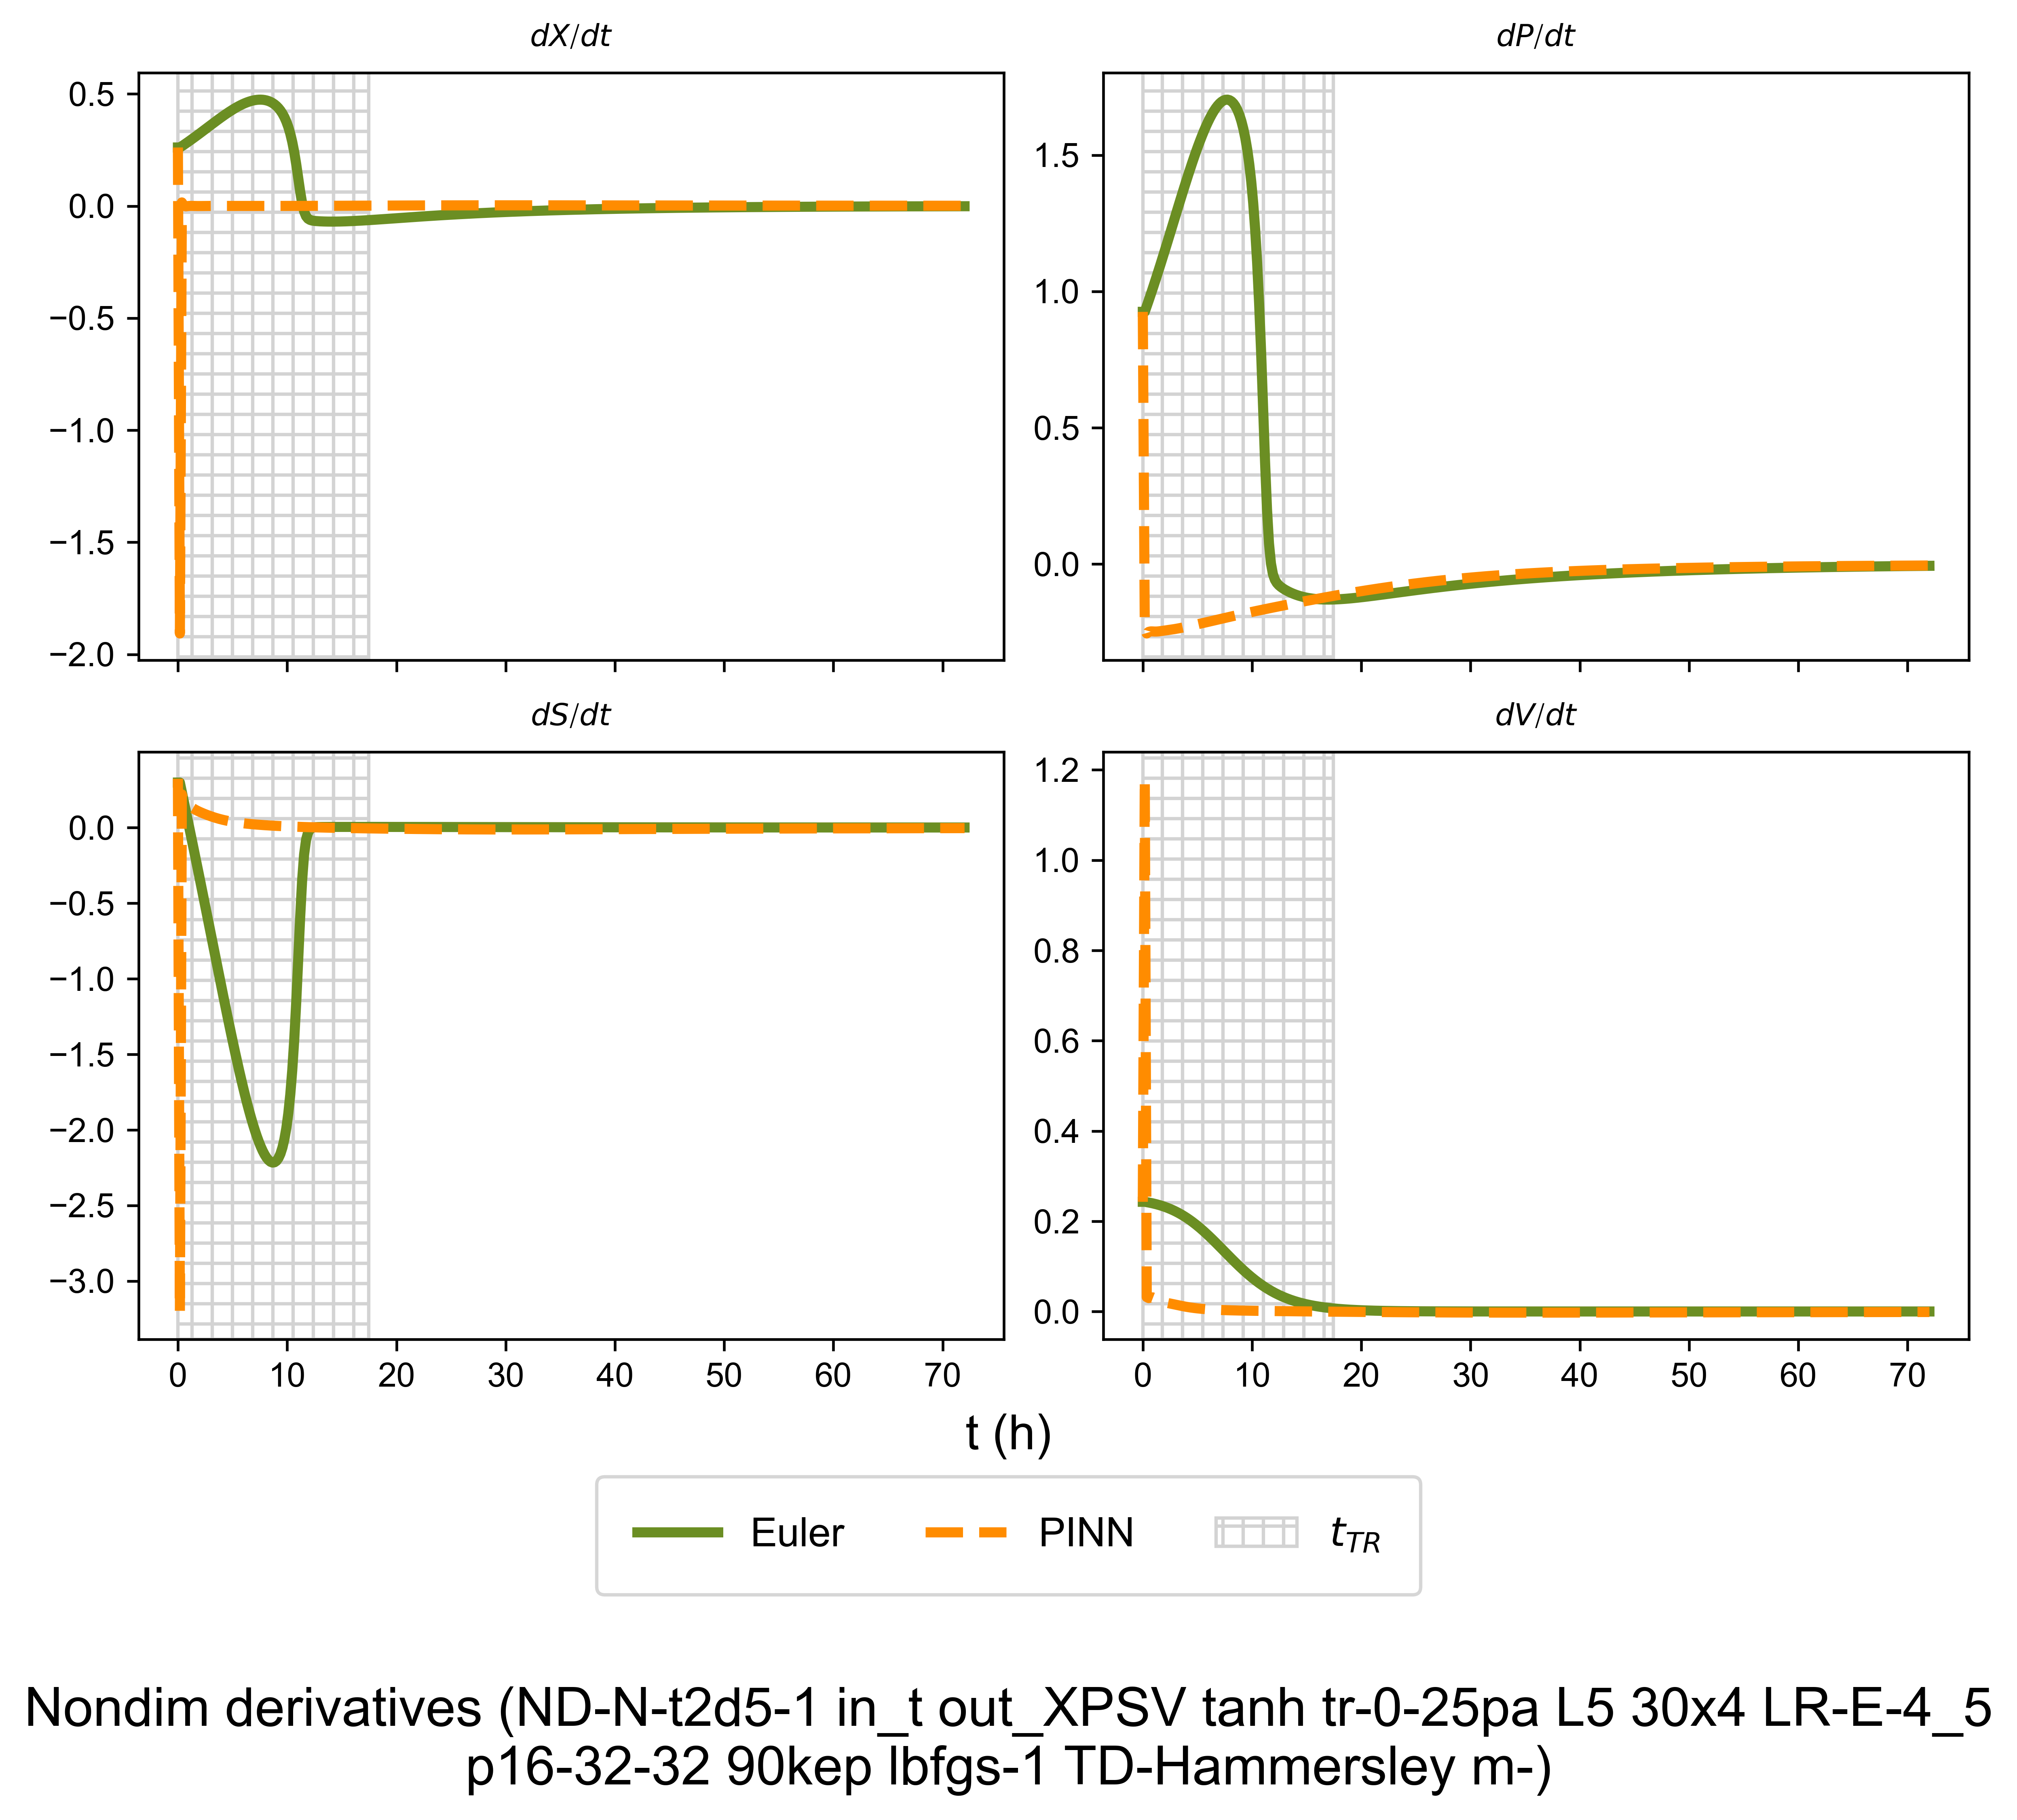 dX/dt
dP/dt
0.5
0.0
−0.5
−1.0
−1.5
−2.0
1.5
1.0
0.5
0.0
dS/dt
dV/dt
0.0
−0.5
−1.0
−1.5
−2.0
−2.5
−3.0
0 10 20 30 40 50 60 70
1.2
1.0
0.8
0.6
0.4
0.2
0.0
0 10 20 30 40 50 60 70
t (h)
Euler PINN t_TR
Nondim derivatives (ND-N-t2d5-1 in_t out_XPSV tanh tr-0-25pa L5 30x4 LR-E-4_5
p16-32-32 90kep lbfgs-1 TD-Hammersley m-)